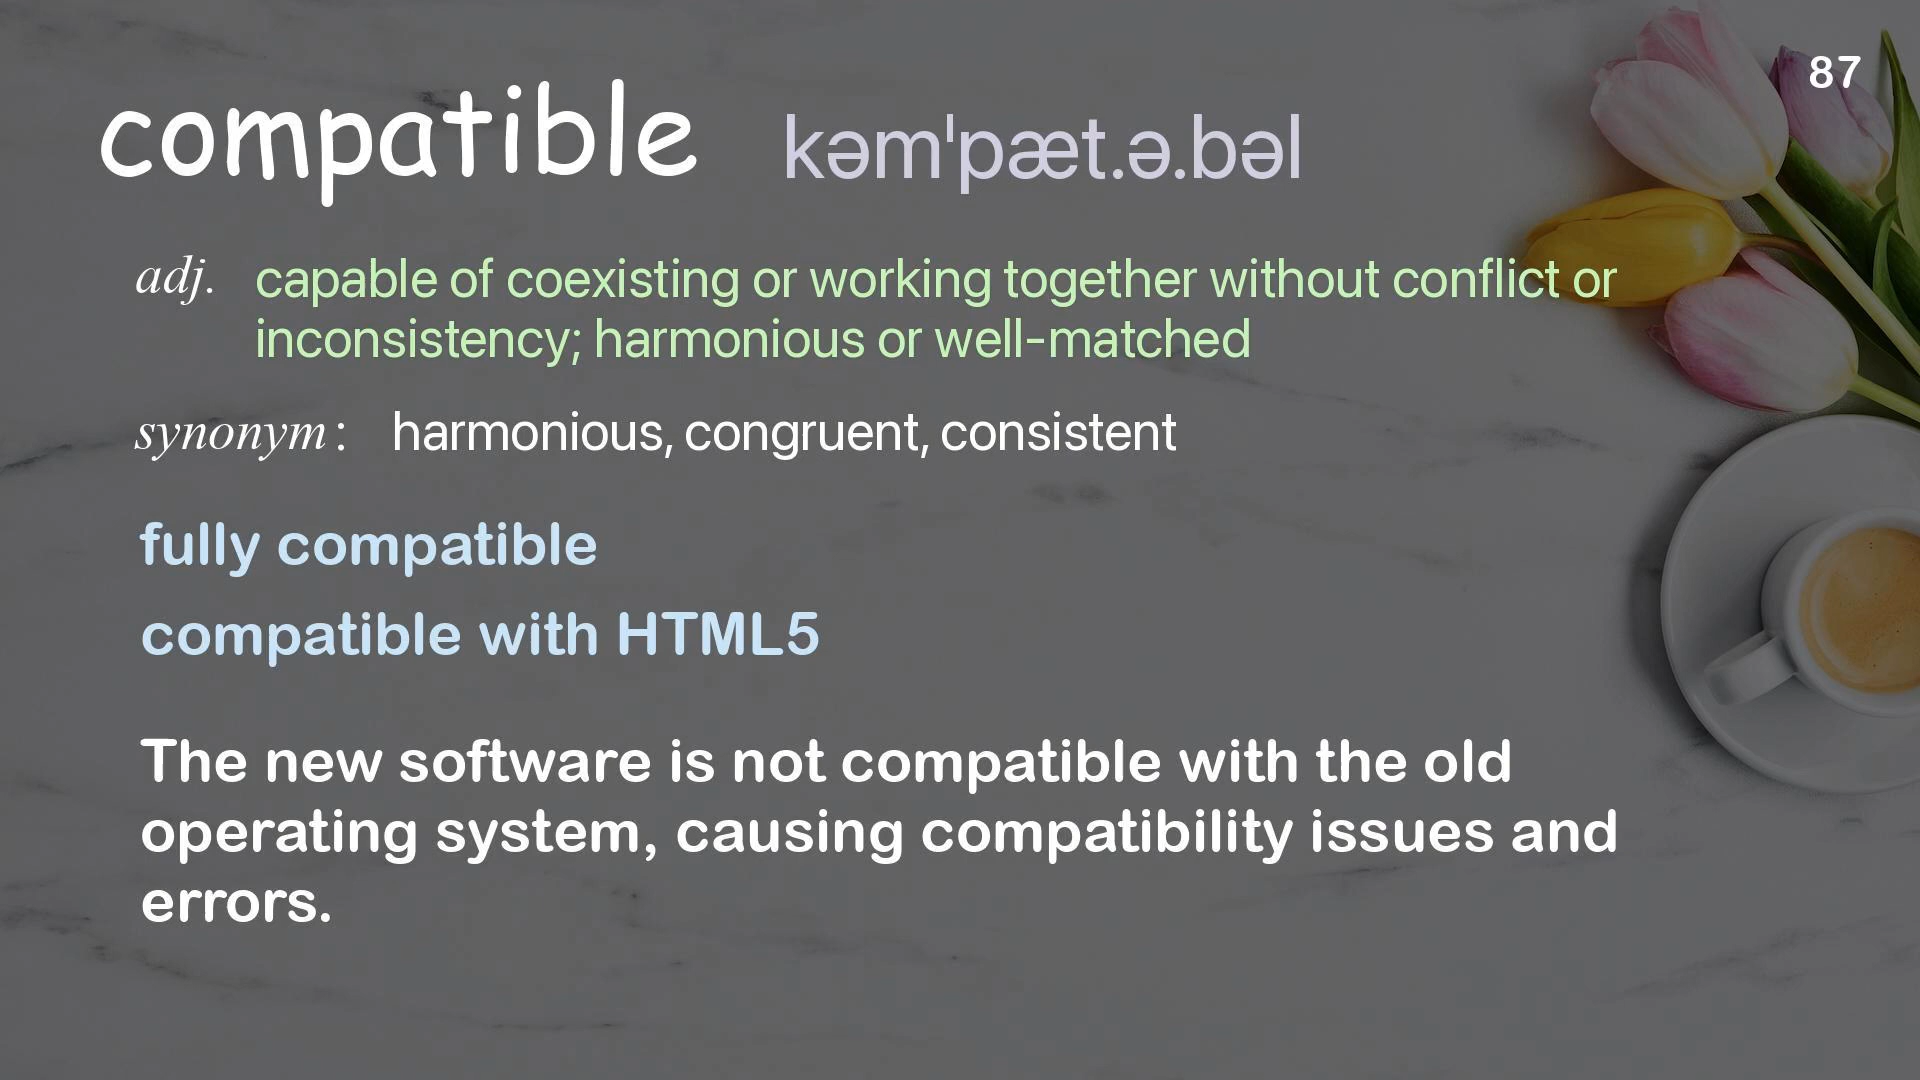 87
compatible kəm'pæt.ə.bəl
adj. capable of coexisting or working together without conflict or
inconsistency; harmonious or well-matched
synonym: harmonious, congruent, consistent
fully compatible
compatible with HTML5
The new software is not compatible with the old
operating system, causing compatibility issues and
errors.